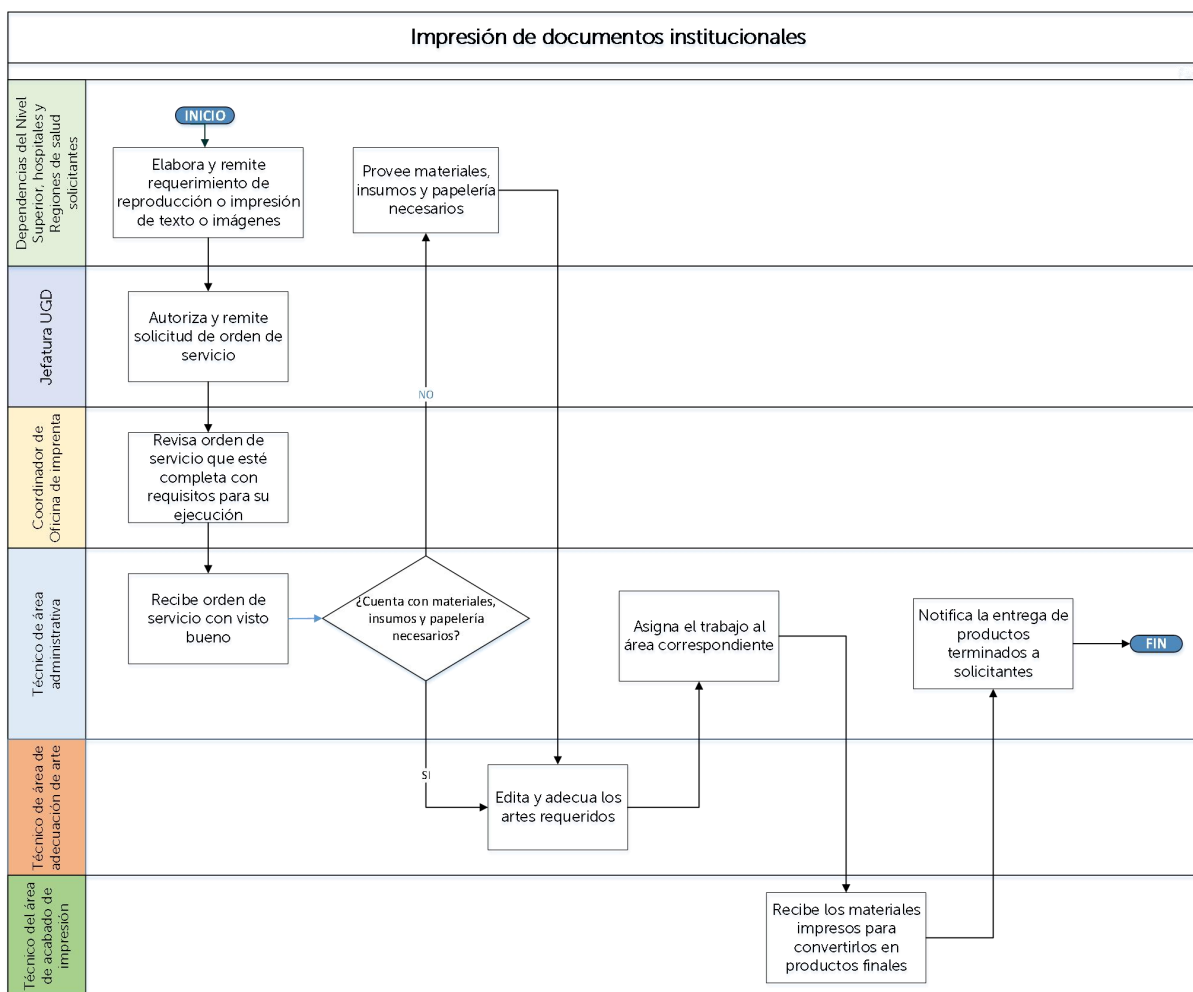 Impresión de documentos institucionales
Dependencias del Nivel
Superior, hospitales y
Regiones de salud
solicitantes
INICIO
Elabora y remite
requerimiento de
reproducción o impresión
de texto o imágenes
Provee materiales,
insumos y papelería
necesarios
Jefatura UGD
Autoriza y remite
solicitud de orden de
servicio
NO
Coordinador de
Oficina de imprenta
Revisa orden de
servicio que esté
completa con
requisitos para su
ejecución
Técnico de área
administrativa
Recibe orden de
servicio con visto
bueno
¿Cuenta con materiales,
insumos y papelería
necesarios?
Asigna el trabajo al
área correspondiente
Notifica la entrega de
productos
terminados a
solicitantes
FIN
Técnico de área de
adecuación de arte
SI
Edita y adecua los
artes requeridos
Técnico del área
de acabado de
impresión
Recibe los materiales
impresos para
convertirlos en
productos finales